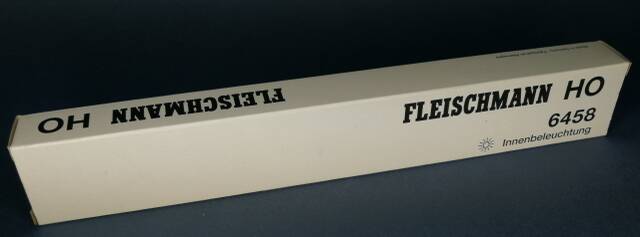 FLEISCHMANN HO
FLEISCHMANN HO
6458
Innenbeleuchtung